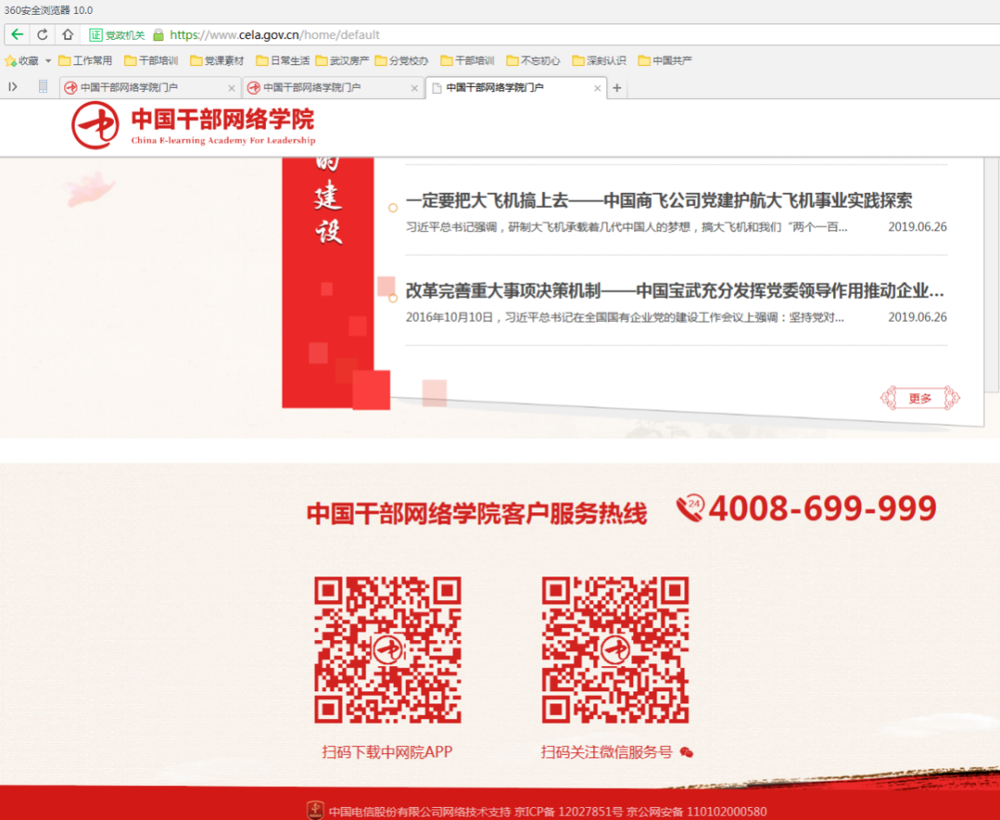 360安全浏览器 10.0
证 党政机关 https://www.cela.gov.cn/home/default
收藏 工作常用 干部培训 党课素材 日常生活 武汉房产 分党校办 干部培训 不忘初心 深刻认识 中国共产
中国干部网络学院门户 中国干部网络学院门户 中国干部网络学院门户
中国干部网络学院
China E-learning Academy For Leadership
的
建
设
一定要把大飞机搞上去——中国商飞公司党建护航大飞机事业实践探索
习近平总书记强调，研制大飞机承载着几代中国人的梦想，搞大飞机和我们“两个一百... 2019.06.26
改革完善重大事项决策机制——中国宝武充分发挥党委领导作用推动企业...
2016年10月10日，习近平总书记在全国国有企业党的建设工作会议上强调：坚持党对... 2019.06.26
更多
中国干部网络学院客户服务热线 24 4008-699-999
扫码下载中网院APP 扫码关注微信服务号
中国电信股份有限公司网络技术支持 京ICP备 12027851号 京公网安备 110102000580